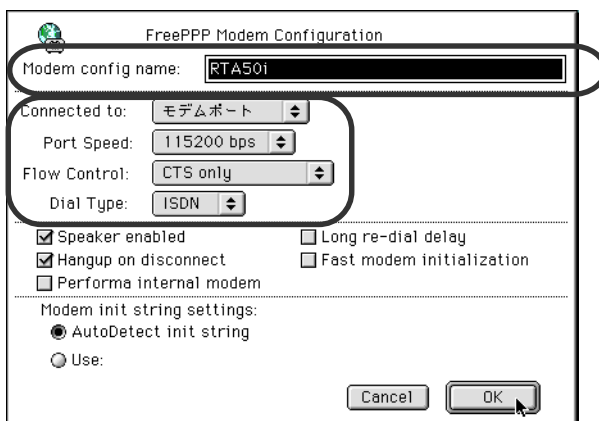 FreePPP Modem Configuration
Modem config name: RTA50i
Connected to: モデムポート
Port Speed: 115200 bps
Flow Control: CTS only
Dial Type: ISDN
Speaker enabled Long re-dial delay
Hangup on disconnect Fast modem initialization
Performa internal modem
Modem init string settings:
AutoDetect init string
Use:
Cancel OK